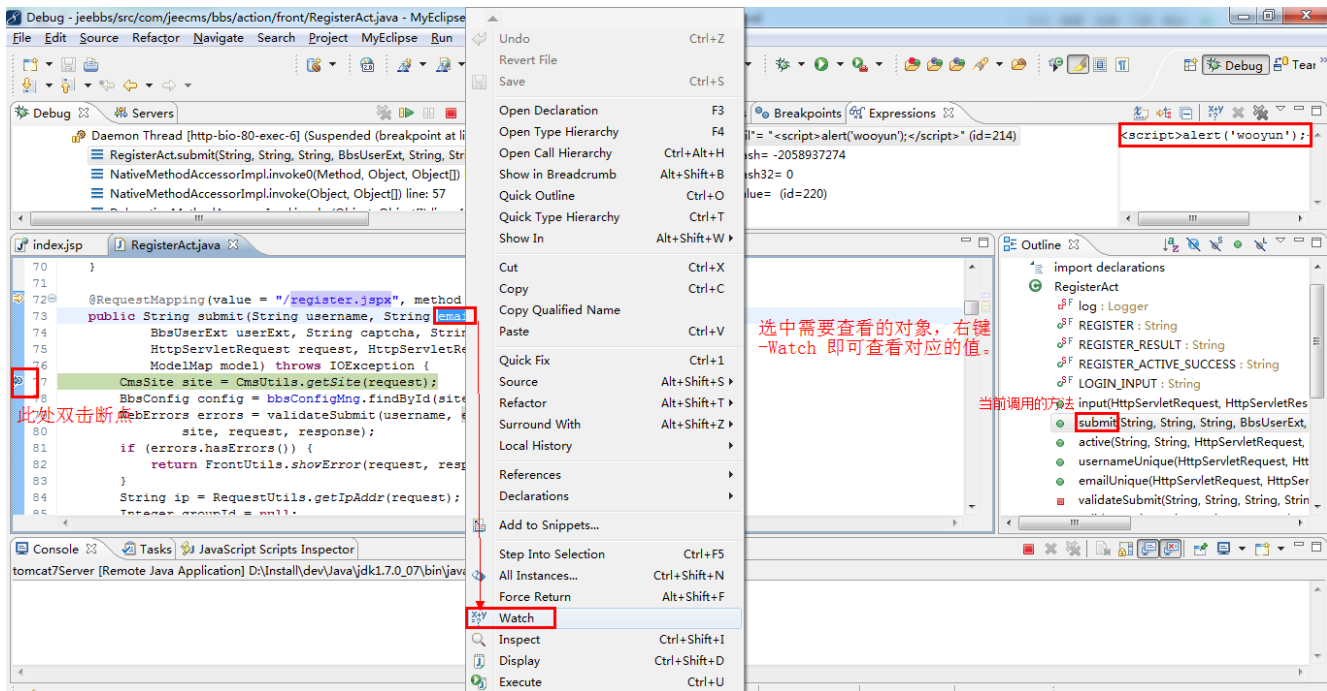 Debug - jeebbs/src/com/jeecms/bbs/action/front/RegisterAct.java - MyEclipse
File Edit Source Refactor Navigate Search Project MyEclipse Run
Debug Tear
Debug Servers
Breakpoints Expressions
Daemon Thread [http-bio-80-exec-6] (Suspended (breakpoint at li
RegisterAct.submit(String, String, String, BbsUserExt, String, Str
NativeMethodAccessorImpl.invoke0(Method, Object, Object[])
NativeMethodAccessorImpl.invoke(Object, Object[]) line: 57
il"= "<script>alert('wooyun');</script>" (id=214)
ash= -2058937274
ash32= 0
alue= (id=220)
<script>alert('wooyun');
index.jsp RegisterAct.java
70 }
71
72 @RequestMapping(value = "/register.jspx", method
73 public String submit(String username, String emai
74 BbsUserExt userExt, String captcha, Strin
75 HttpServletRequest request, HttpServletRe
76 ModelMap model) throws IOException {
77 CmsSite site = CmsUtils.getSite(request);
78 BbsConfig config = bbsConfigMng.findById(site
WebErrors errors = validateSubmit(username, e
80 site, request, response);
81 if (errors.hasErrors()) {
82 return FrontUtils.showError(request, resp
83 }
84 String ip = RequestUtils.getIpAddr(request);
85 Integer groupId = null;
此处双击断点
Undo Ctrl+Z
Revert File
Save Ctrl+S
Open Declaration F3
Open Type Hierarchy F4
Open Call Hierarchy Ctrl+Alt+H
Show in Breadcrumb Alt+Shift+B
Quick Outline Ctrl+O
Quick Type Hierarchy Ctrl+T
Show In Alt+Shift+W
Cut Ctrl+X
Copy Ctrl+C
Copy Qualified Name
Paste Ctrl+V
Quick Fix Ctrl+1
Source Alt+Shift+S
Refactor Alt+Shift+T
Surround With Alt+Shift+Z
Local History
References
Declarations
Add to Snippets...
Step Into Selection Ctrl+F5
All Instances... Ctrl+Shift+N
Force Return Alt+Shift+F
Watch
Inspect Ctrl+Shift+I
Display Ctrl+Shift+D
Execute Ctrl+U
选中需要查看的对象，右键
-Watch 即可查看对应的值。
当前调用的方法
Outline
import declarations
RegisterAct
log : Logger
REGISTER : String
REGISTER_RESULT : String
REGISTER_ACTIVE_SUCCESS : String
LOGIN_INPUT : String
input(HttpServletRequest, HttpServletRes
submit(String, String, String, BbsUserExt,
active(String, String, HttpServletRequest,
usernameUnique(HttpServletRequest, Htt
emailUnique(HttpServletRequest, HttpSer
validateSubmit(String, String, String, Strin
Console Tasks JavaScript Scripts Inspector
tomcat7Server [Remote Java Application] D:\Install\dev\Java\jdk1.7.0_07\bin\java